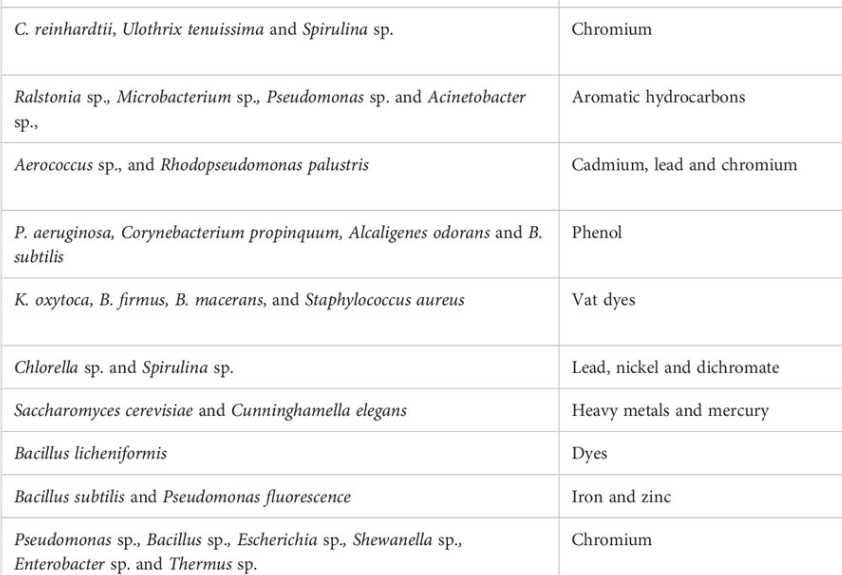 C. reinhardtii, Ulothrix tenuissima and Spirulina sp. Chromium
Ralstonia sp., Microbacterium sp., Pseudomonas sp. and Acinetobacter Aromatic hydrocarbons
sp.,
Aerococcus sp., and Rhodopseudomonas palustris Cadmium, lead and chromium
P. aeruginosa, Corynebacterium propinquum, Alcaligenes odorans and B. Phenol
subtilis
K. oxytoca, B. firmus, B. macerans, and Staphylococcus aureus Vat dyes
Chlorella sp. and Spirulina sp. Lead, nickel and dichromate
Saccharomyces cerevisiae and Cunninghamella elegans Heavy metals and mercury
Bacillus licheniformis Dyes
Bacillus subtilis and Pseudomonas fluorescence Iron and zinc
Pseudomonas sp., Bacillus sp., Escherichia sp., Shewanella sp., Chromium
Enterobacter sp. and Thermus sp.